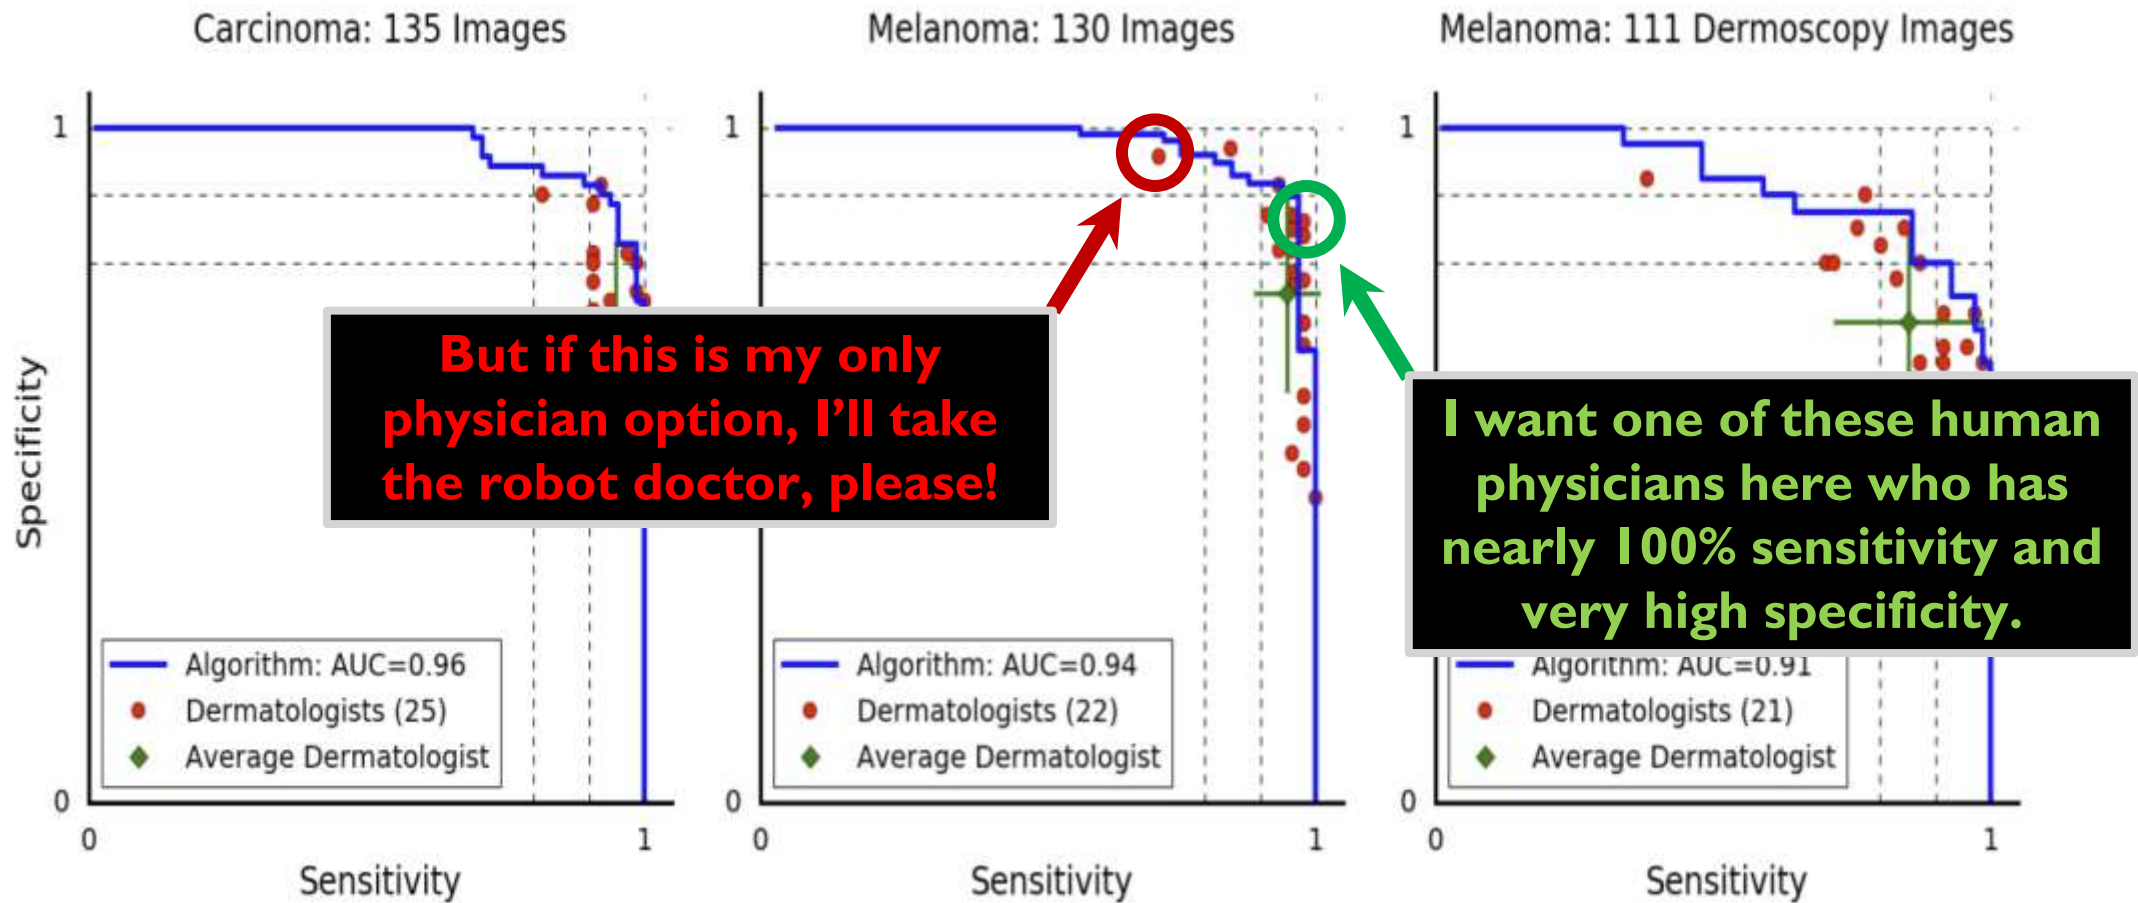 Carcinoma: 135 Images
Melanoma: 130 Images
Melanoma: 111 Dermoscopy Images
1
1
1
Specificity
But if this is my only
physician option, I’ll take
the robot doctor, please!
I want one of these human
physicians here who has
nearly 100% sensitivity and
very high specificity.
Algorithm: AUC=0.96
Dermatologists (25)
Average Dermatologist
Algorithm: AUC=0.94
Dermatologists (22)
Average Dermatologist
Algorithm: AUC=0.91
Dermatologists (21)
Average Dermatologist
0
0
0
0
1
0
1
0
1
Sensitivity
Sensitivity
Sensitivity